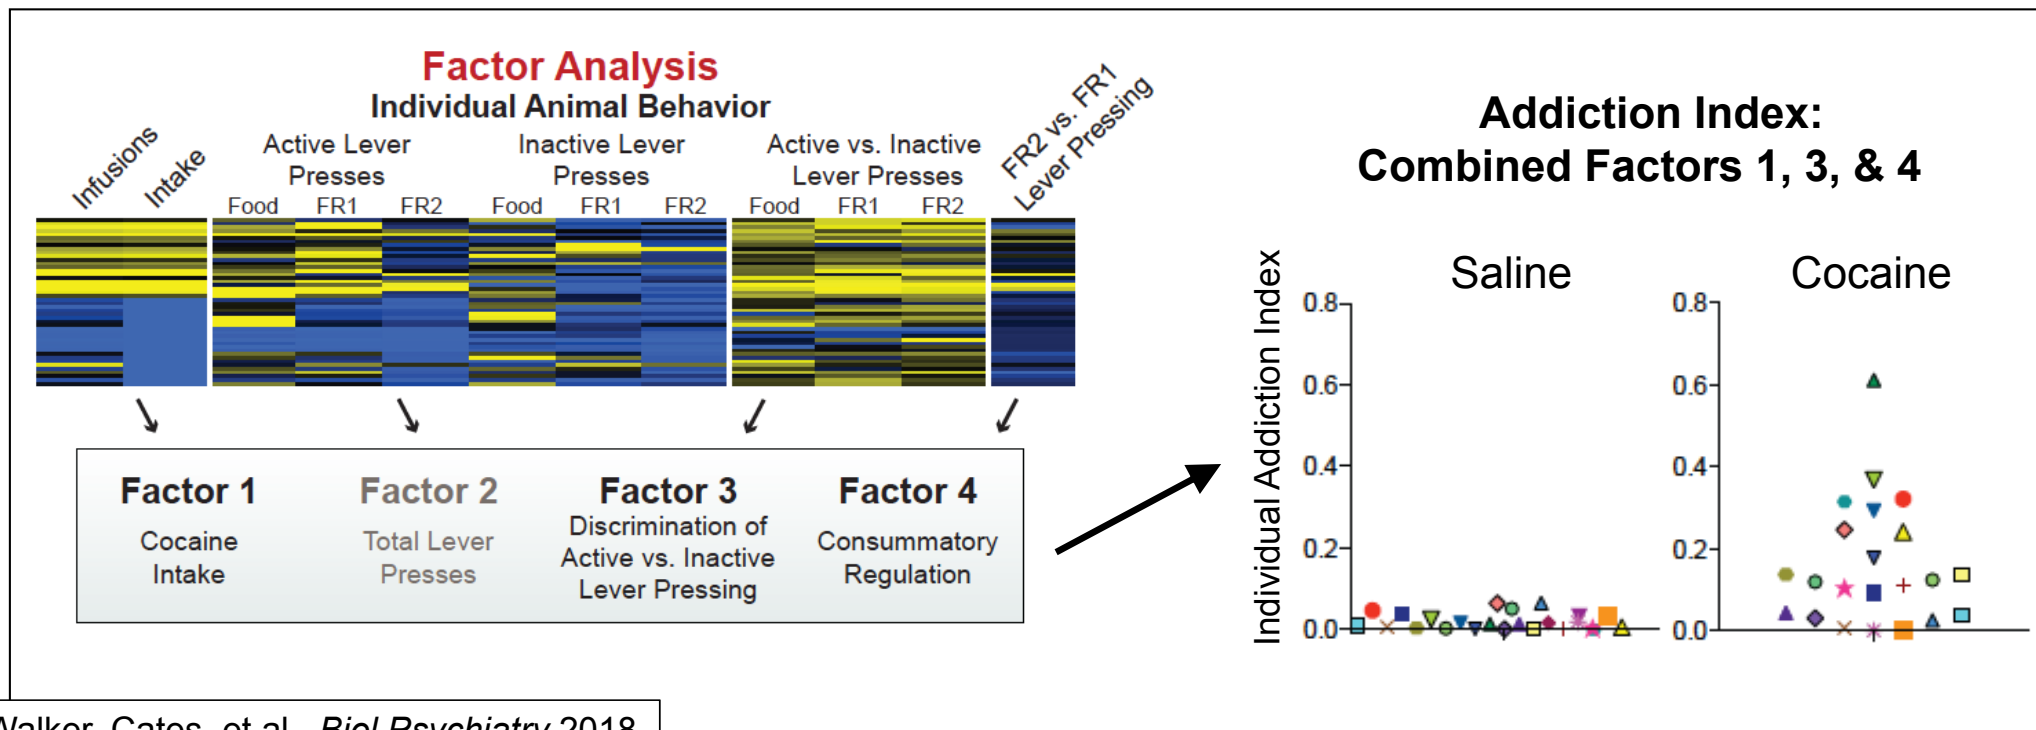 Factor Analysis
Individual Animal Behavior
Infusions
Intake
Active Lever
Presses
Inactive Lever
Presses
Active vs. Inactive
Lever Presses
FR2 vs. FR1
Lever Pressing
Food FR1 FR2 Food FR1 FR2 Food FR1 FR2
Factor 1
Cocaine
Intake
Factor 2
Total Lever
Presses
Factor 3
Discrimination of
Active vs. Inactive
Lever Pressing
Factor 4
Consummatory
Regulation
Addiction Index:
Combined Factors 1, 3, & 4
Individual Addiction Index
Saline
0.8
0.6
0.4
0.2
0.0
Cocaine
0.8
0.6
0.4
0.2
0.0
Walker, Cates, et al., Biol Psychiatry 2018